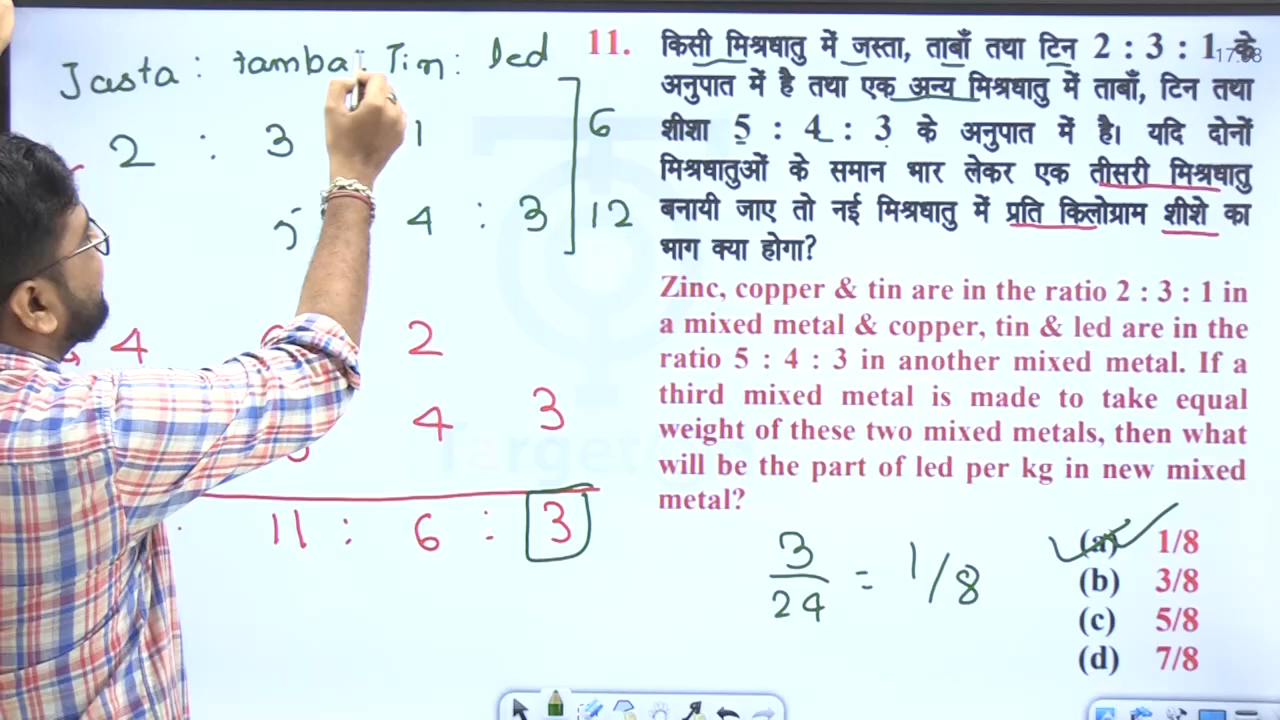 Jasta : tamba : Tin : led
2 : 3 1 6
5 4 : 3 12
4 2
4 3
11 : 6 : 3
11. किसी मिश्रधातु में जस्ता, ताबाँ तथा टिन 2 : 3 : 1 के
अनुपात में है तथा एक अन्य मिश्रधातु में ताबाँ, टिन तथा
शीशा 5 : 4 : 3 के अनुपात में है। यदि दोनों
मिश्रधातुओं के समान भार लेकर एक तीसरी मिश्रधातु
बनायी जाए तो नई मिश्रधातु में प्रति किलोग्राम शीशे का
भाग क्या होगा?
Zinc, copper & tin are in the ratio 2 : 3 : 1 in
a mixed metal & copper, tin & led are in the
ratio 5 : 4 : 3 in another mixed metal. If a
third mixed metal is made to take equal
weight of these two mixed metals, then what
will be the part of led per kg in new mixed
metal?
3/24 = 1/8
(a) 1/8
(b) 3/8
(c) 5/8
(d) 7/8